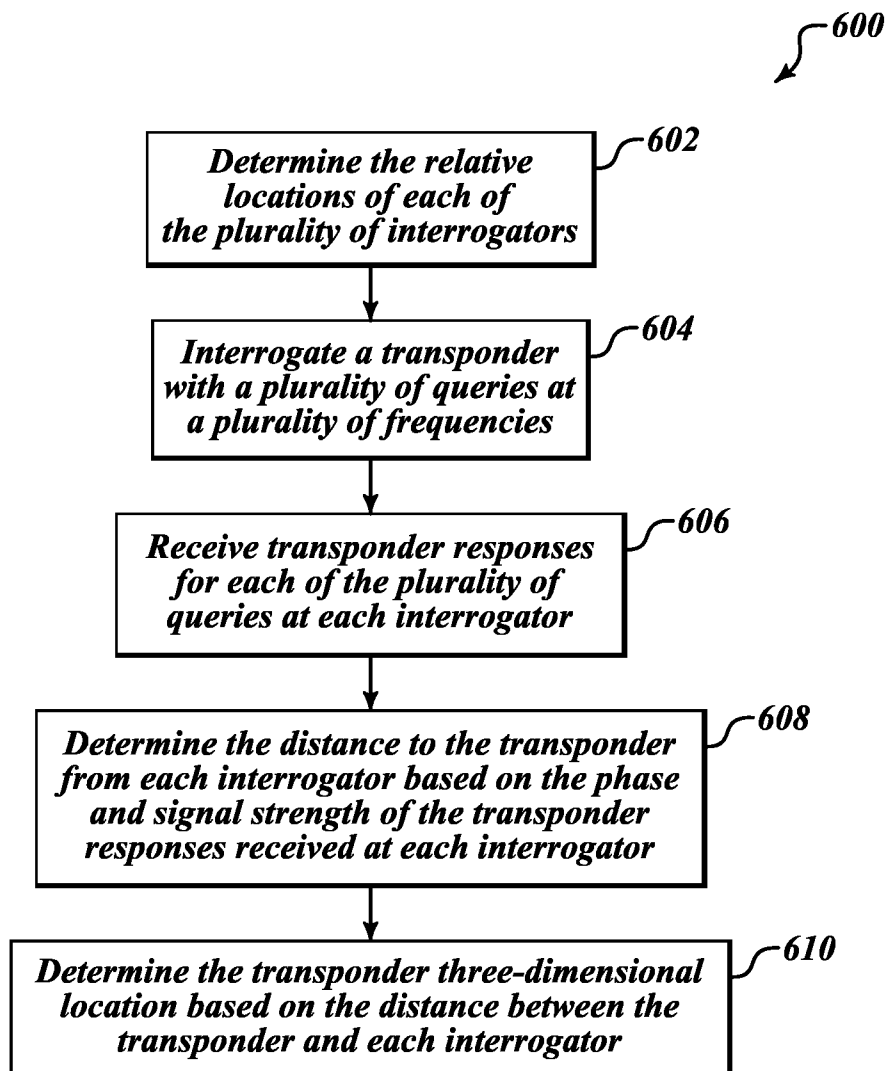 600
602
Determine the relative
locations of each of
the plurality of interrogators
604
Interrogate a transponder
with a plurality of queries at
a plurality of frequencies
606
Receive transponder responses
for each of the plurality of
queries at each interrogator
608
Determine the distance to the transponder
from each interrogator based on the phase
and signal strength of the transponder
responses received at each interrogator
610
Determine the transponder three-dimensional
location based on the distance between the
transponder and each interrogator